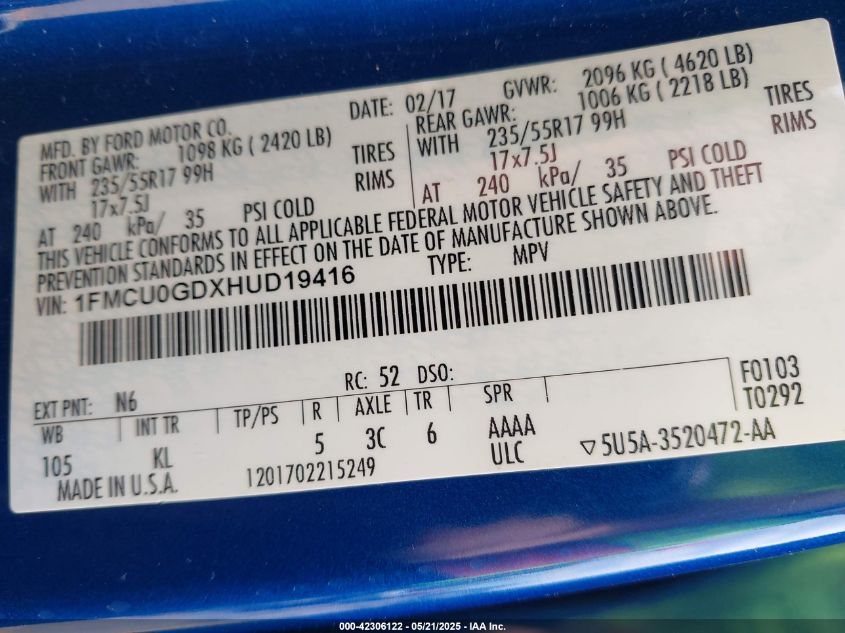 MFD. BY FORD MOTOR CO.
DATE: 02/17 GVWR: 2096 KG ( 4620 LB)
FRONT GAWR: 1098 KG ( 2420 LB)
REAR GAWR: 1006 KG ( 2218 LB)
WITH 235/55R17 99H TIRES
WITH 235/55R17 99H TIRES
17x7.5J RIMS
17x7.5J RIMS
AT 240 kPa/ 35 PSI COLD
AT 240 kPa/ 35 PSI COLD
THIS VEHICLE CONFORMS TO ALL APPLICABLE FEDERAL MOTOR VEHICLE SAFETY AND THEFT
PREVENTION STANDARDS IN EFFECT ON THE DATE OF MANUFACTURE SHOWN ABOVE.
VIN: 1FMCU0GDXHUD19416 TYPE: MPV
EXT PNT: N6 RC: 52 DSO: F0103
WB INT TR TP/PS R AXLE TR SPR T0292
105 KL 5 3C 6 AAAA
ULC ▽5U5A-3520472-AA
MADE IN U.S.A. 1201702215249
000-42306122 - 05/21/2025 - IAA Inc.